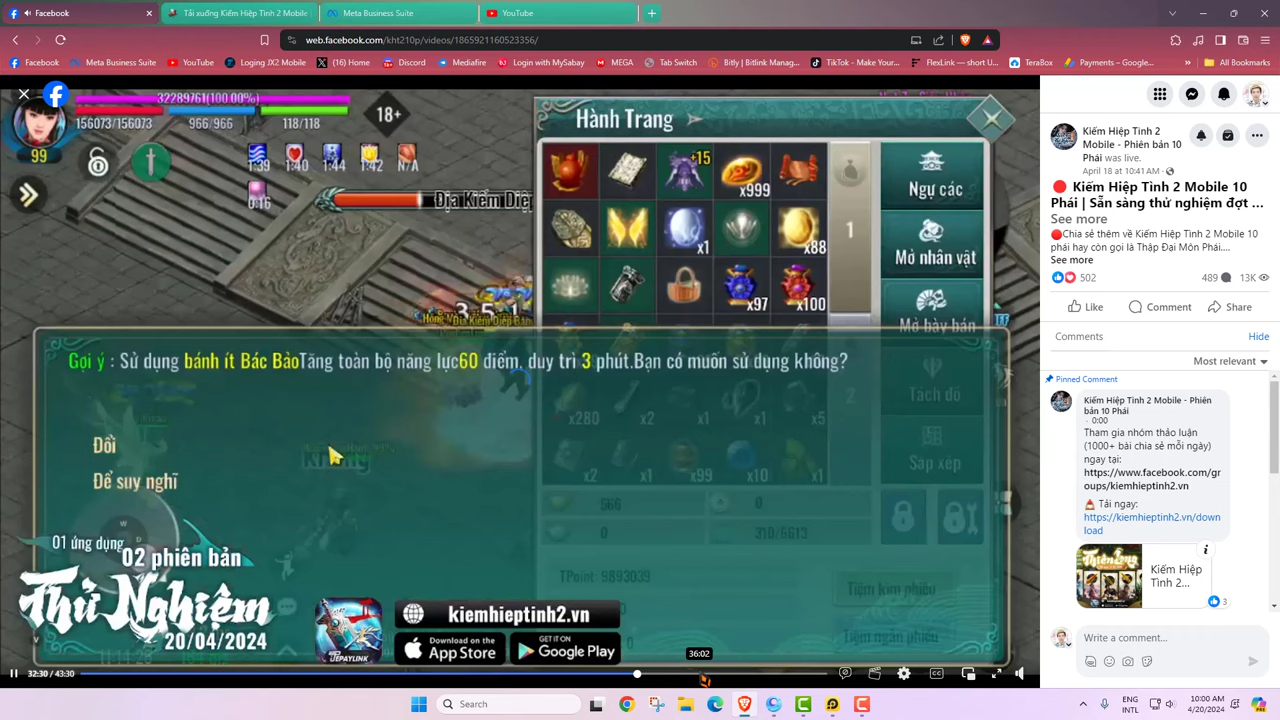 Facebook
Tải xuống Kiếm Hiệp Tình 2 Mobile
Meta Business Suite
YouTube
web.facebook.com/kht210p/videos/1865921160523356/
Facebook
Meta Business Suite
YouTube
Loging JX2 Mobile
(16) Home
Discord
Mediafire
Login with MySabay
MEGA
Tab Switch
Bitly | Linking Manag...
TikTok - Make Your...
FlexLink — short U...
TeraBox
Payments – Google...
All Bookmarks
32289761(100.00%)
156073/156073
966/966
118/118
99
18+
1:39
1:40
1:44
1:42
N/A
0:16
Địa Kiếm Diệp
Hành Trang
+15
x999
x1
x88
x97
x100
1
Ngự các
Mở nhân vật
Mở bày bán
Gợi ý : Sử dụng bánh ít Bác BảoTăng toàn bộ năng lực60 điểm, duy trì 3 phút.Bạn có muốn sử dụng không?
x280
x2
x1
x1
x5
2
Tách đồ
Đồi
Để suy nghĩ
x2
x1
x99
x10
x1
Sắp xếp
566
0
0
310/5613
TPoint: 9893039
Tiệm kim phiếu
Tiệm ngân phiếu
W
D
01 ứng dụng
02 phiên bản
Thử Nghiệm
20/04/2024
UEPAYLINK
kiemhieptinh2.vn
Download on the
App Store
GET IT ON
Google Play
36:02
32:30 / 43:30
Kiếm Hiệp Tình 2
Mobile - Phiên bản 10
Phái was live.
April 18 at 10:41 AM
Kiếm Hiệp Tình 2 Mobile 10
Phái | Sẵn sàng thử nghiệm đợt ...
See more
Chia sẻ thêm về Kiếm Hiệp Tình 2 Mobile 10
phái hay còn gọi là Thập Đại Môn Phái....
See more
502
489
13K
Like
Comment
Share
Comments
Hide
Most relevant
Pinned Comment
Kiếm Hiệp Tình 2 Mobile - Phiên
bản 10 Phái
· 0:00
Tham gia nhóm thảo luận
(1000+ bài chia sẻ mỗi ngày)
ngay tại:
https://www.facebook.com/gr
oups/kiemhieptinh2.vn
Tải ngay:
https://kiemhieptinh2.vn/down
load
Kiếm Hiệp
Tình 2...
3
Write a comment...
Search
ENG
INTL
10:00 AM
4/20/2024